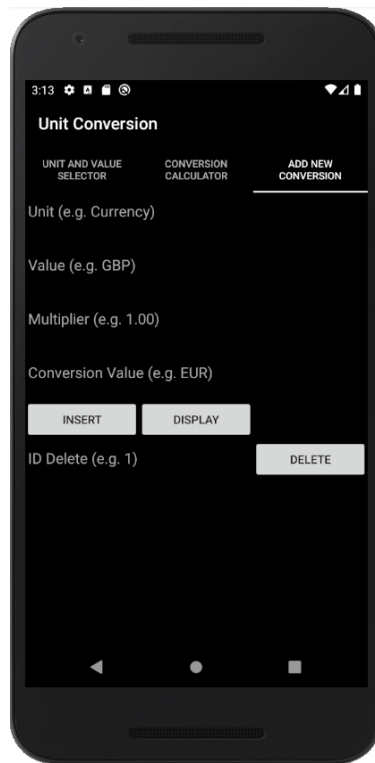 3:13
Unit Conversion
UNIT AND VALUE
SELECTOR
CONVERSION
CALCULATOR
ADD NEW
CONVERSION
Unit (e.g. Currency)
Value (e.g. GBP)
Multiplier (e.g. 1.00)
Conversion Value (e.g. EUR)
INSERT
DISPLAY
ID Delete (e.g. 1)
DELETE